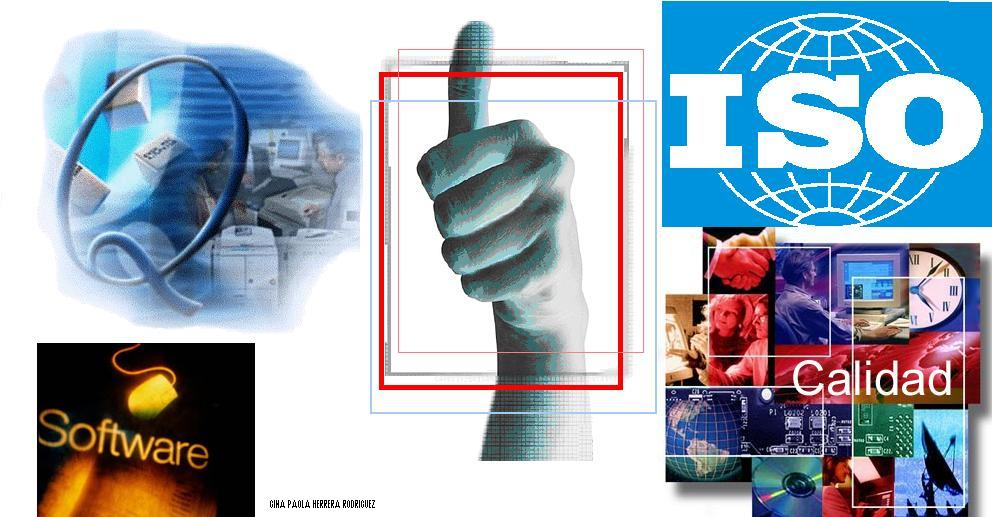 ISO
Calidad
Software
GINA PAOLA HERRERA RODRIGUEZ